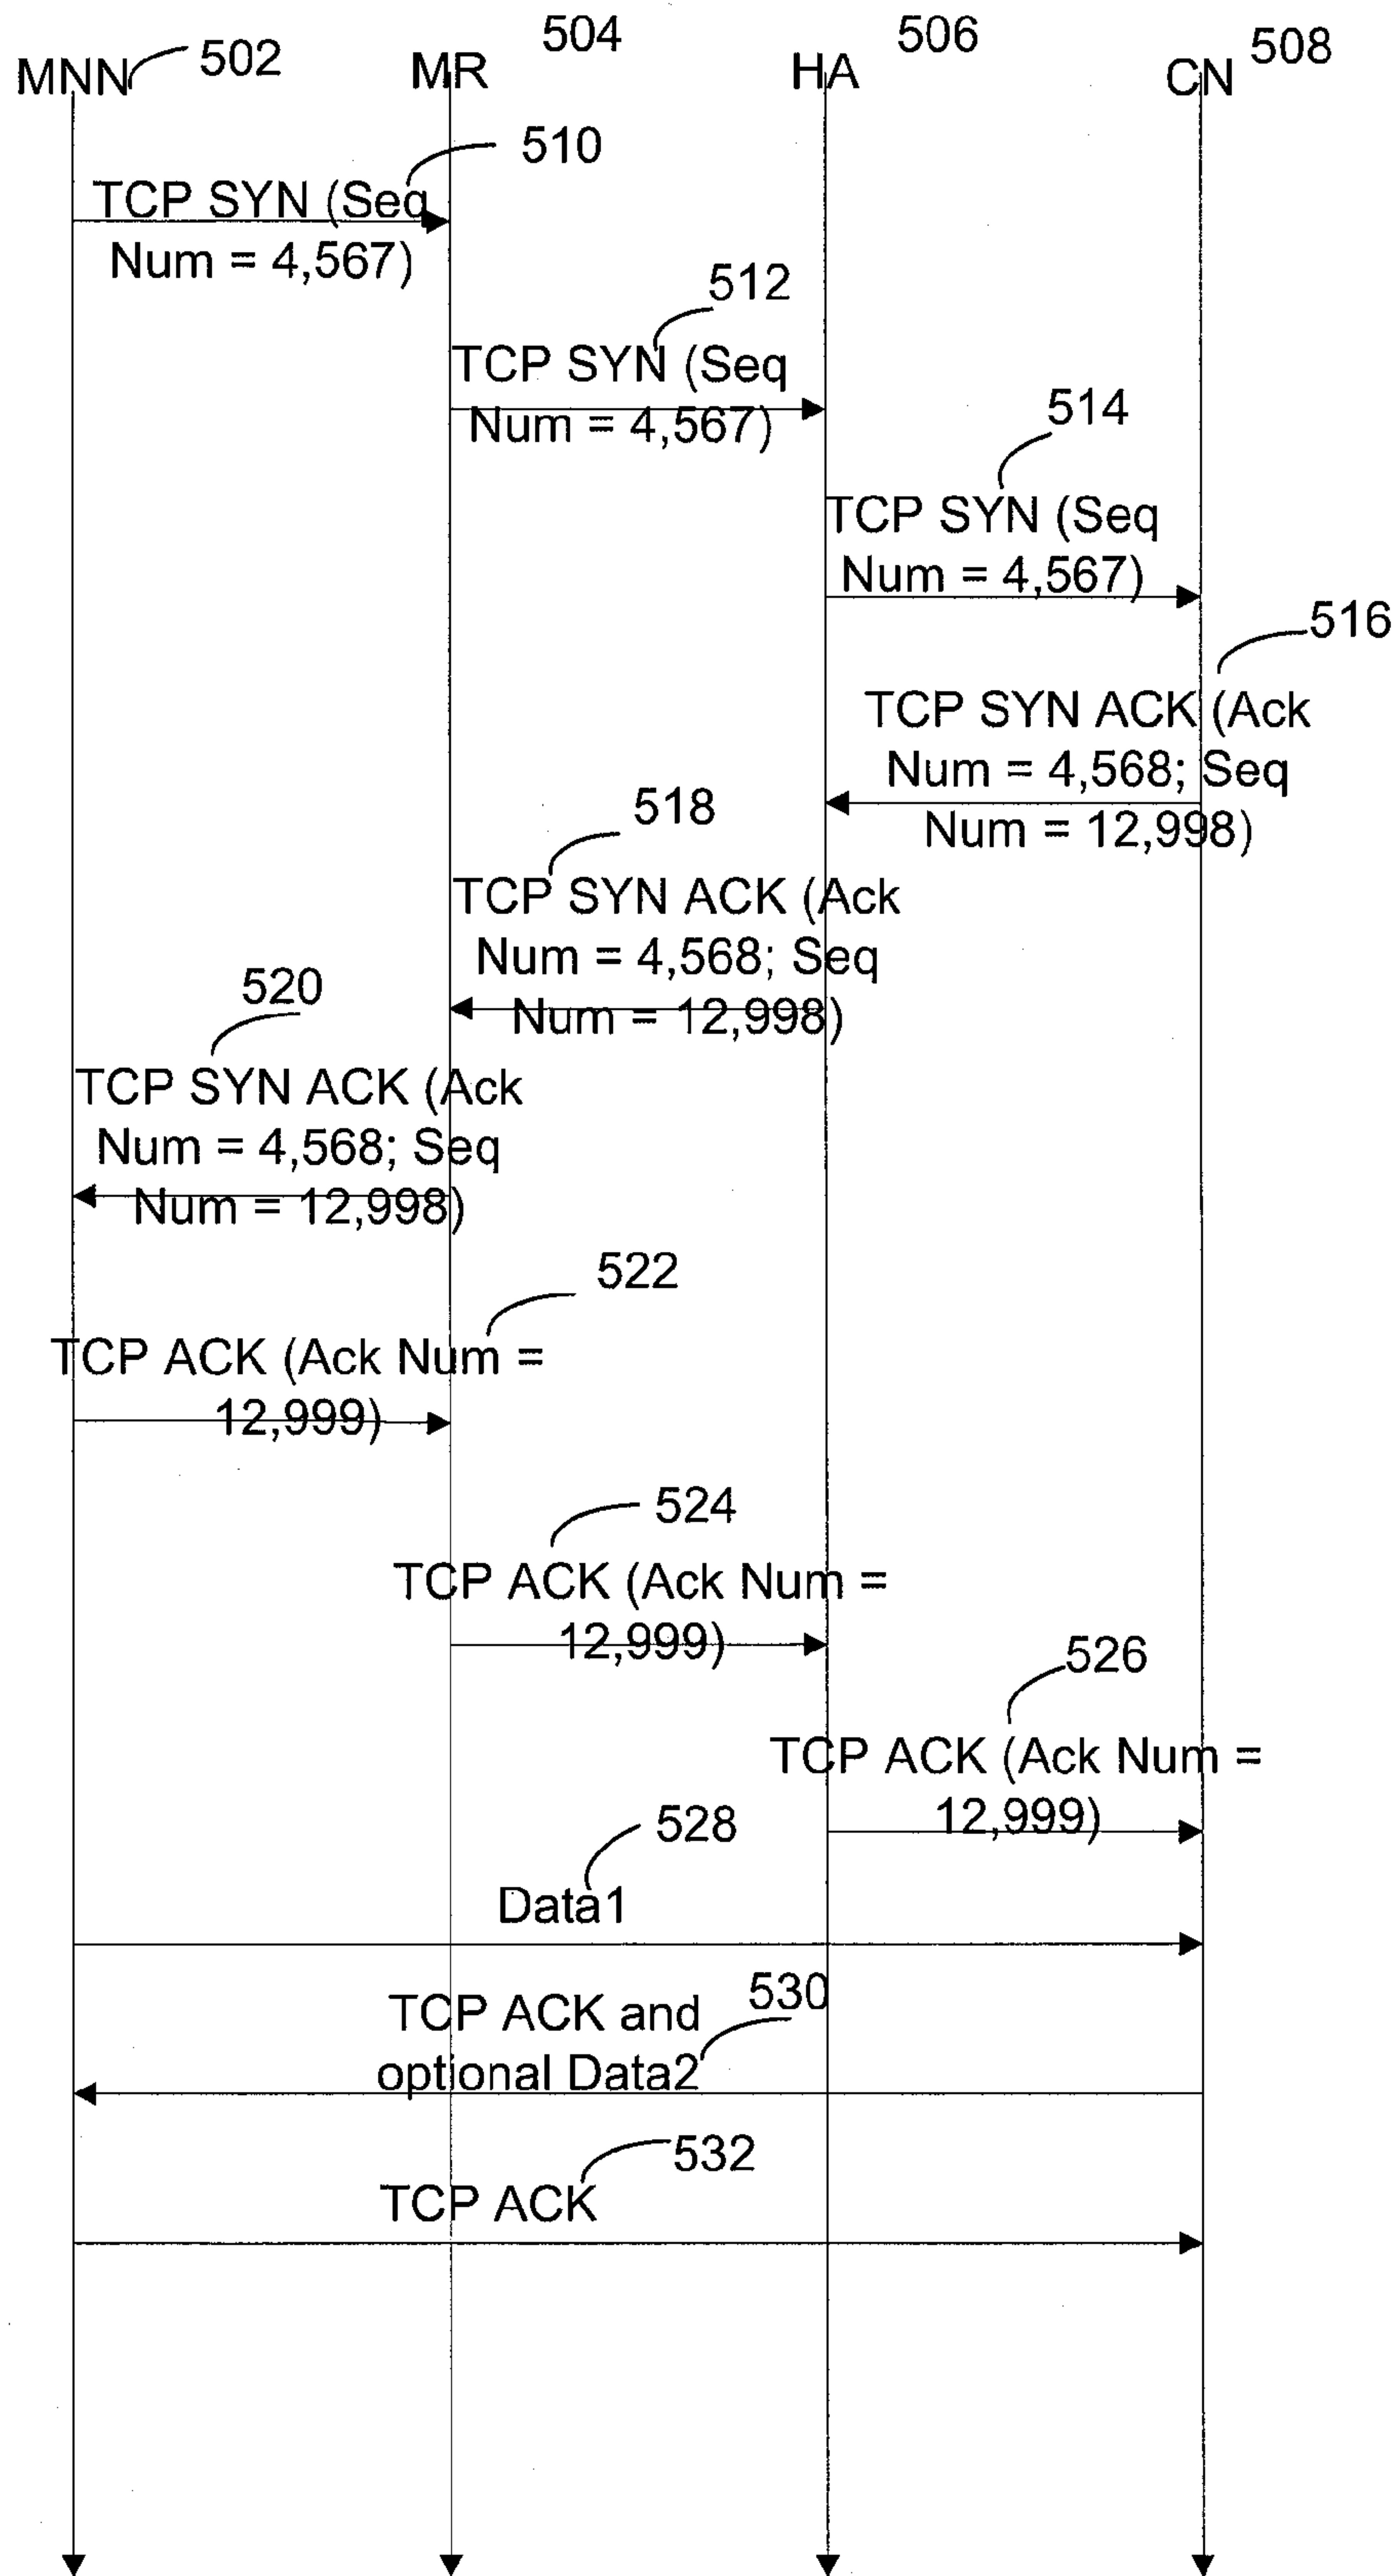 MNN 502 MR 504 HA 506 CN 508
510
TCP SYN (Seq
Num = 4,567)
512
TCP SYN (Seq
Num = 4,567)
514
TCP SYN (Seq
Num = 4,567)
516
TCP SYN ACK (Ack
Num = 4,568; Seq
Num = 12,998)
518
TCP SYN ACK (Ack
Num = 4,568; Seq
Num = 12,998)
520
TCP SYN ACK (Ack
Num = 4,568; Seq
Num = 12,998)
522
TCP ACK (Ack Num =
12,999)
524
TCP ACK (Ack Num =
12,999)
526
TCP ACK (Ack Num =
12,999)
528
Data1
530
TCP ACK and
optional Data2
532
TCP ACK